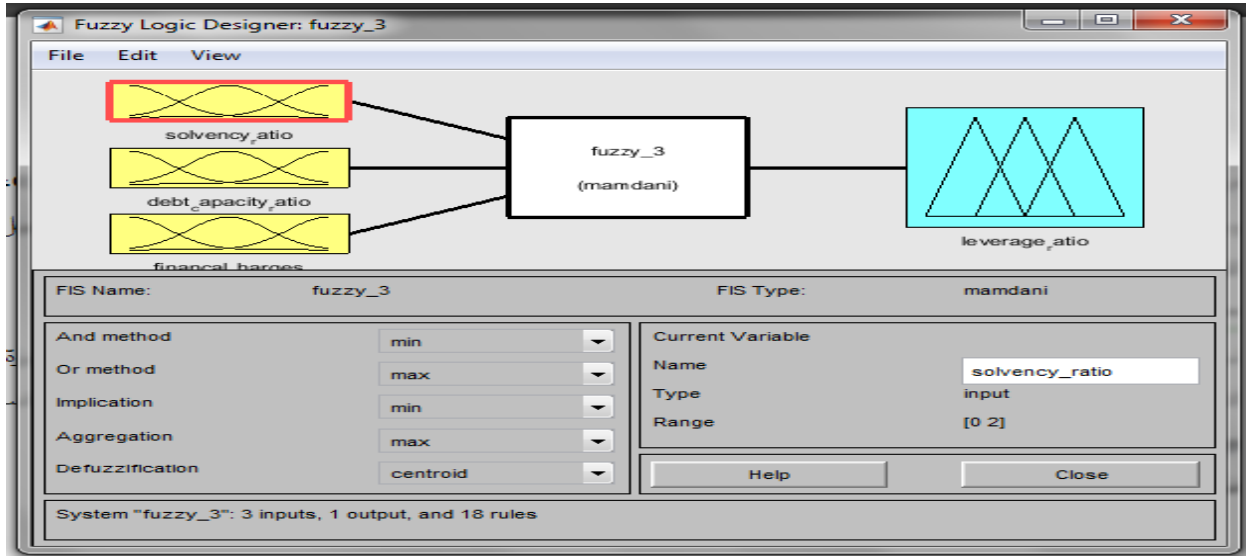 Fuzzy Logic Designer: fuzzy_3
File Edit View
solvency_ratio
debt_capacity_ratio
fuzzy_3
(mamdani)
leverage_ratio
FIS Name: fuzzy_3 FIS Type: mamdani
And method min
Or method max
Implication min
Aggregation max
Defuzzification centroid
Current Variable
Name solvency_ratio
Type input
Range [0 2]
Help Close
System "fuzzy_3": 3 inputs, 1 output, and 18 rules